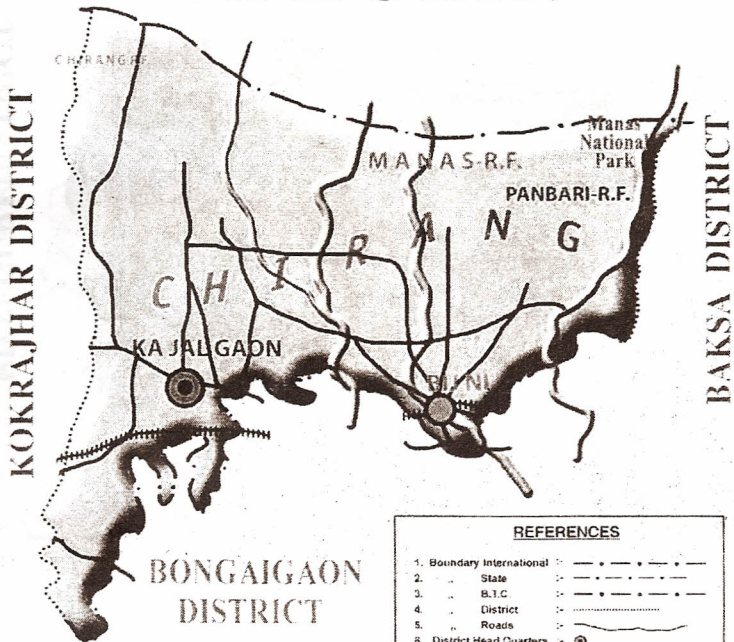 CHIRANG R.F.
KOKRAJHAR DISTRICT
MANAS-R.F.
Manas
National
Park
PANBARI-R.F.
BAKSA DISTRICT
CHIRANG
KAJALGAON
BIJNI
BONGAIGAON
DISTRICT
REFERENCES
1. Boundary International :-
2. ,, State :-
3. ,, B.T.C :-
4. ,, District :-
5. ,, Roads :-
6. District Head Quarters :-